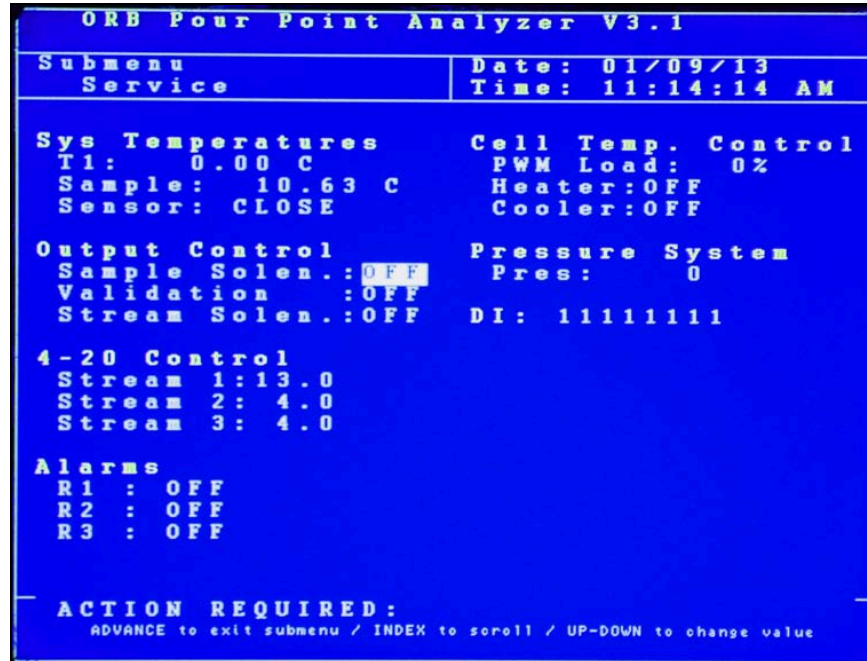 ORB Pour Point Analyzer V3.1
Submenu
Service
Date: 01/09/13
Time: 11:14:14 AM
Sys Temperatures
T1: 0.00 C
Sample: 10.63 C
Sensor: CLOSE
Cell Temp. Control
PWM Load: 0%
Heater:OFF
Cooler:OFF
Output Control
Sample Solen.:OFF
Validation :OFF
Stream Solen.:OFF
Pressure System
Pres: 0
DI: 11111111
4-20 Control
Stream 1:13.0
Stream 2: 4.0
Stream 3: 4.0
Alarms
R1 : OFF
R2 : OFF
R3 : OFF
ACTION REQUIRED:
ADVANCE to exit submenu / INDEX to scroll / UP-DOWN to change value